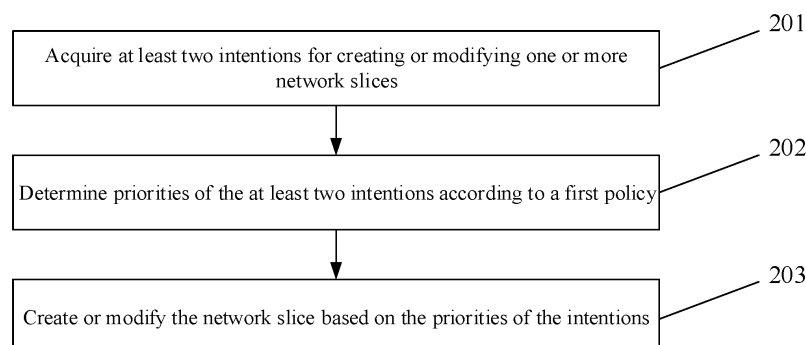 201
Acquire at least two intentions for creating or modifying one or more
network slices
202
Determine priorities of the at least two intentions according to a first policy
203
Create or modify the network slice based on the priorities of the intentions